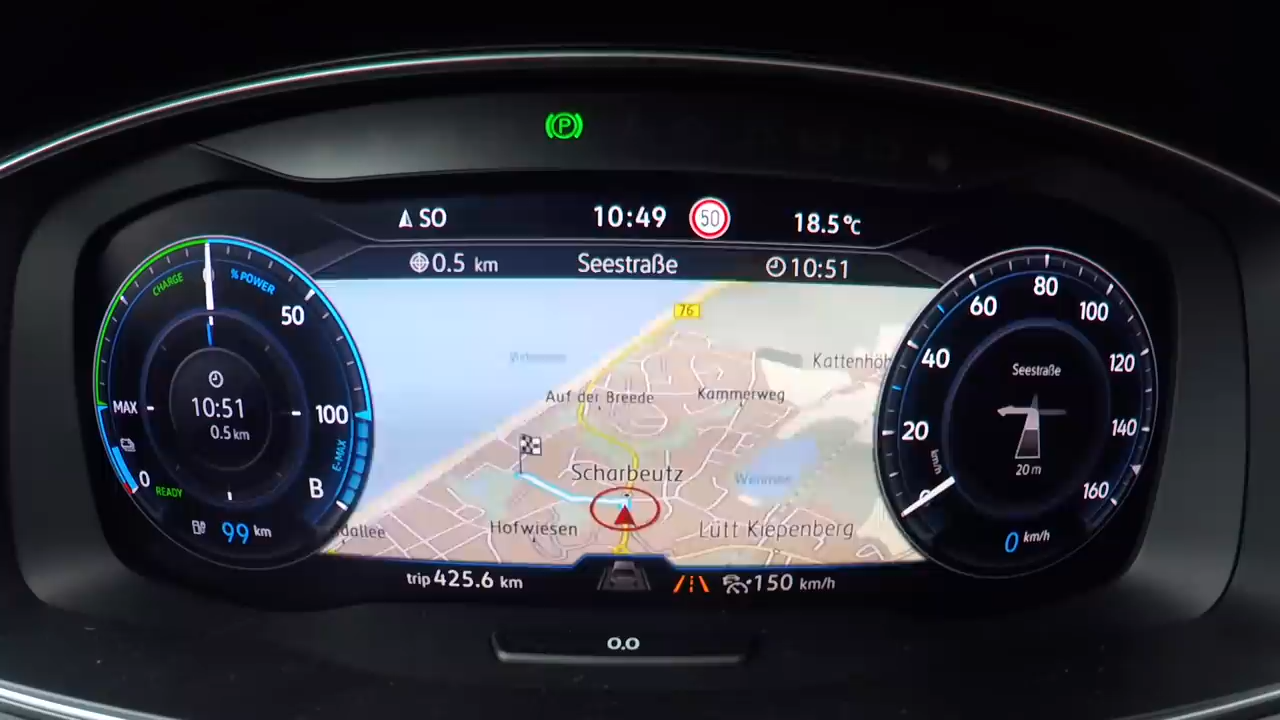 P
SO
10:49
50
18.5°C
0.5 km
Seestraße
10:51
CHARGE
% POWER
50
MAX
100
0
READY
E-MAX
B
10:51
0.5 km
99 km
76
Kattenhöh
Auf der Breede
Kammerweg
Scharbeutz
Hofwiesen
Lütt Kiepenberg
dallee
0
20
40
60
80
100
120
140
160
km/h
Seestraße
20 m
0 km/h
trip 425.6 km
150 km/h
0.0